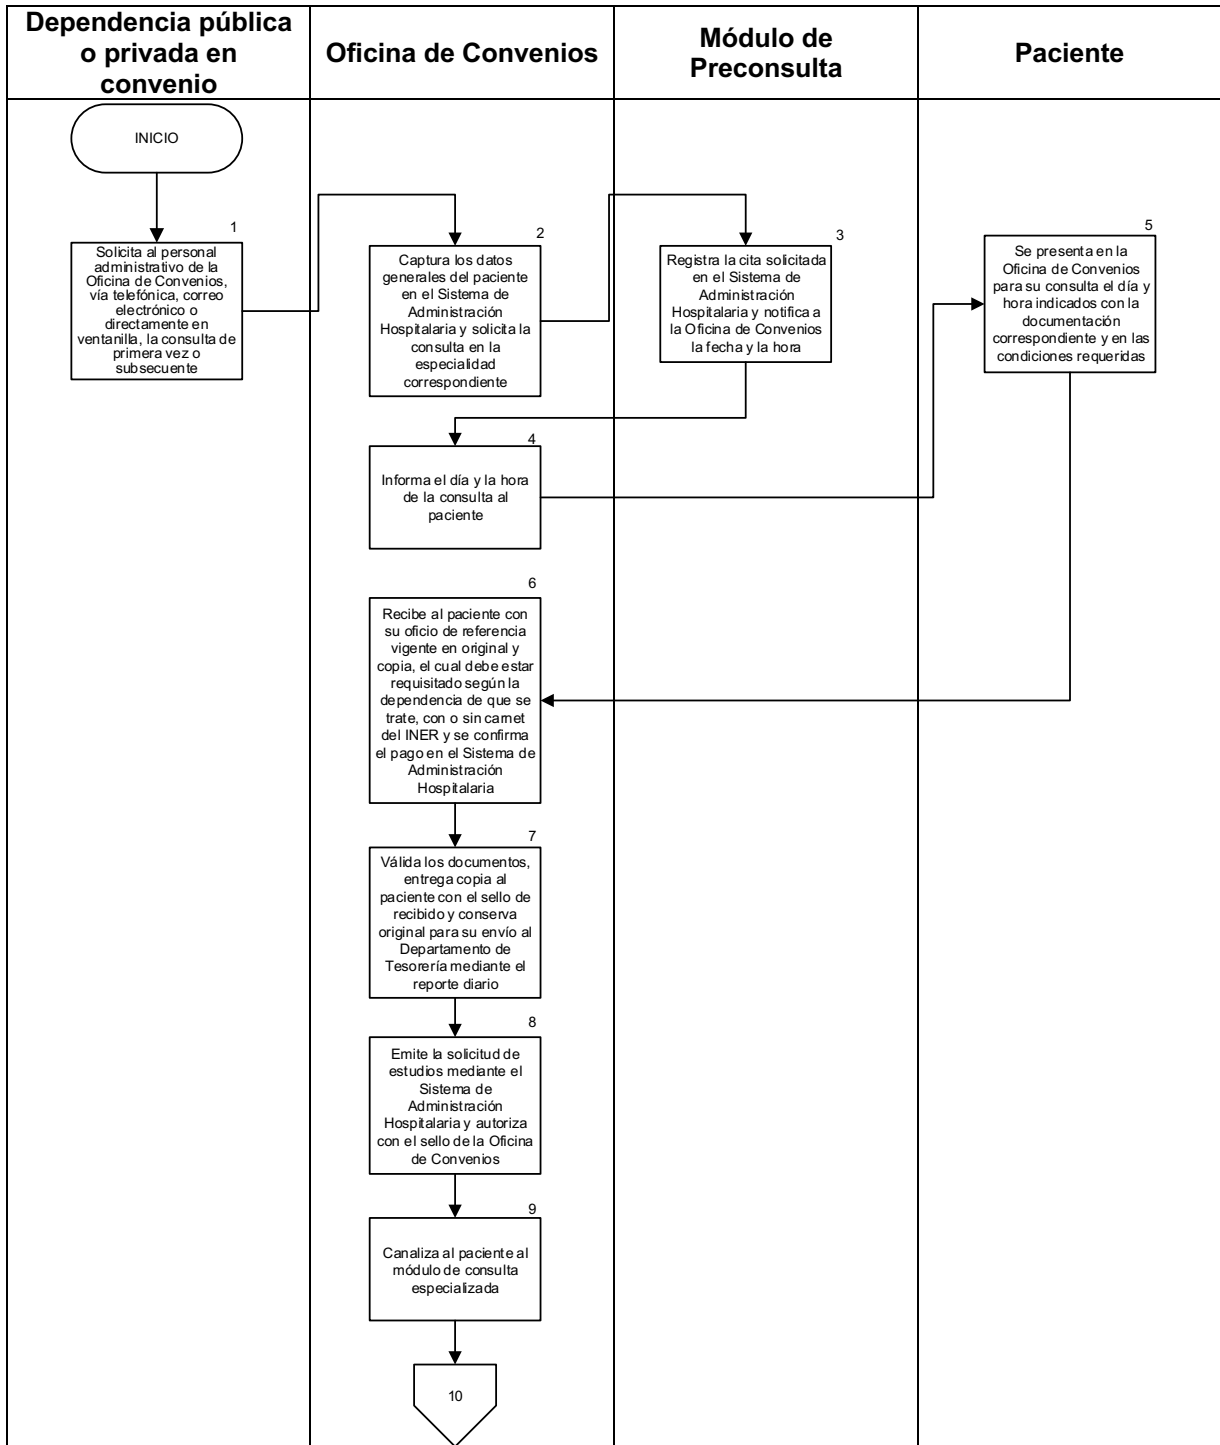 Dependencia pública
o privada en
convenio
Oficina de Convenios
Módulo de
Preconsulta
Paciente
INICIO
1
Solicita al personal
administrativo de la
Oficina de Convenios,
vía telefónica, correo
electrónico o
directamente en
ventanilla, la consulta de
primera vez o
subsecuente
2
Captura los datos
generales del paciente
en el Sistema de
Administración
Hospitalaria y solicita la
consulta en la
especialidad
correspondiente
3
Registra la cita solicitada
en el Sistema de
Administración
Hospitalaria y notifica a
la Oficina de Convenios
la fecha y la hora
4
Informa el día y la hora
de la consulta al
paciente
5
Se presenta en la
Oficina de Convenios
para su consulta el día y
hora indicados con la
documentación
correspondiente y en las
condiciones requeridas
6
Recibe al paciente con
su oficio de referencia
vigente en original y
copia, el cual debe estar
requisitado según la
dependencia de que se
trate, con o sin carnet
del INER y se confirma
el pago en el Sistema de
Administración
Hospitalaria
7
Válida los documentos,
entrega copia al
paciente con el sello de
recibido y conserva
original para su envío al
Departamento de
Tesorería mediante el
reporte diario
8
Emite la solicitud de
estudios mediante el
Sistema de
Administración
Hospitalaria y autoriza
con el sello de la Oficina
de Convenios
9
Canaliza al paciente al
módulo de consulta
especializada
10